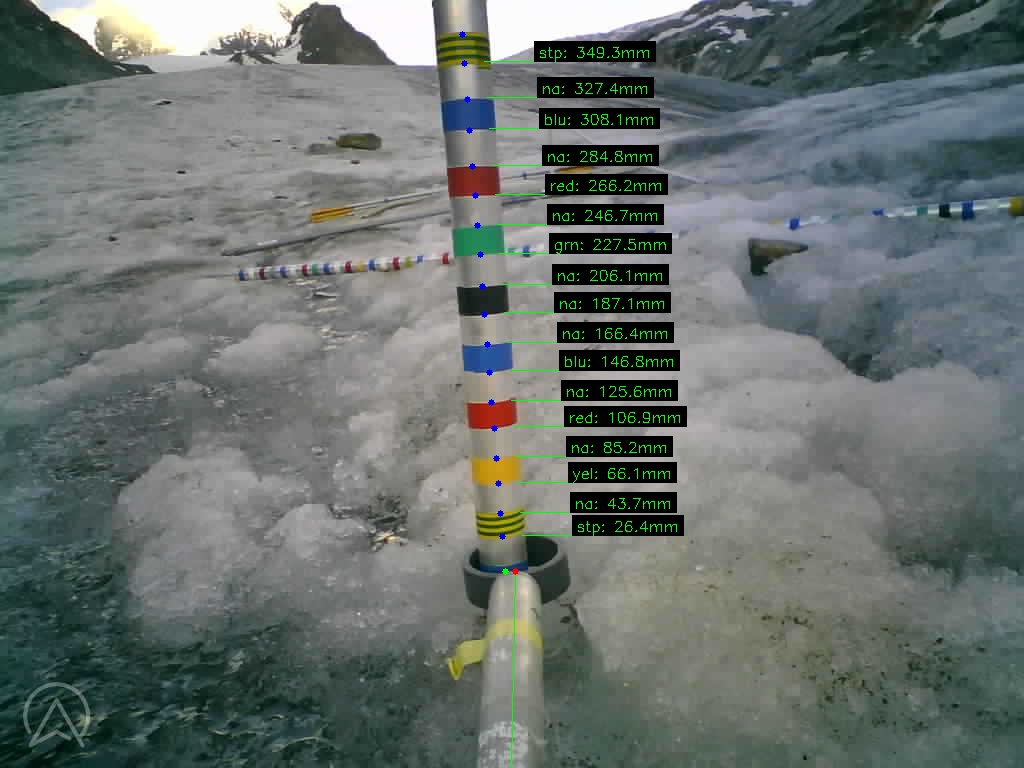 stp: 349.3mm
na: 327.4mm
blu: 308.1mm
na: 284.8mm
red: 266.2mm
na: 246.7mm
grn: 227.5mm
na: 206.1mm
na: 187.1mm
na: 166.4mm
blu: 146.8mm
na: 125.6mm
red: 106.9mm
na: 85.2mm
yel: 66.1mm
na: 43.7mm
stp: 26.4mm